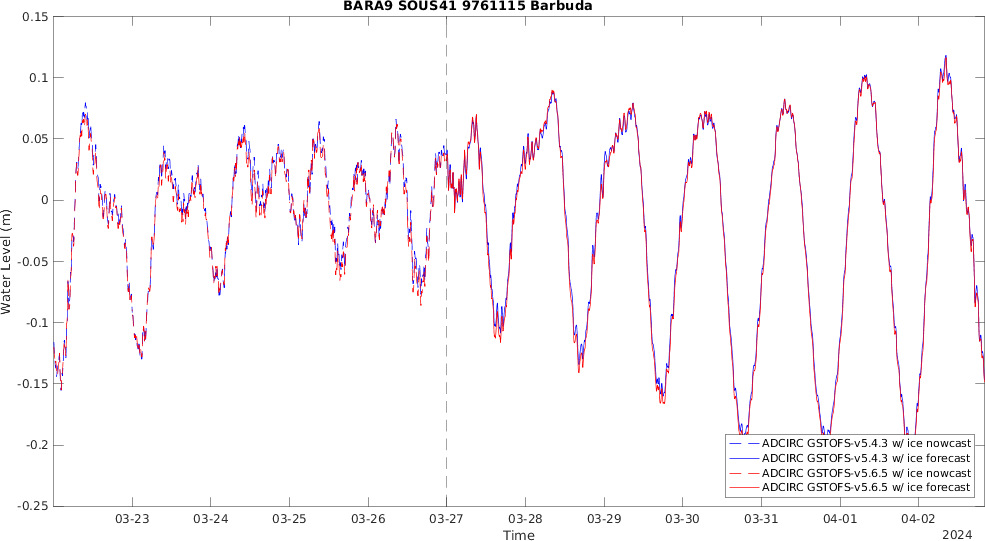 BARA9 SOUS41 9761115 Barbuda
0.15
0.1
0.05
0
-0.05
-0.1
-0.15
-0.2
-0.25
Water Level (m)
03-23 03-24 03-25 03-26 03-27 03-28 03-29 03-30 03-31 04-01 04-02
Time
2024
ADCIRC GSTOFS-v5.4.3 w/ ice nowcast
ADCIRC GSTOFS-v5.4.3 w/ ice forecast
ADCIRC GSTOFS-v5.6.5 w/ ice nowcast
ADCIRC GSTOFS-v5.6.5 w/ ice forecast